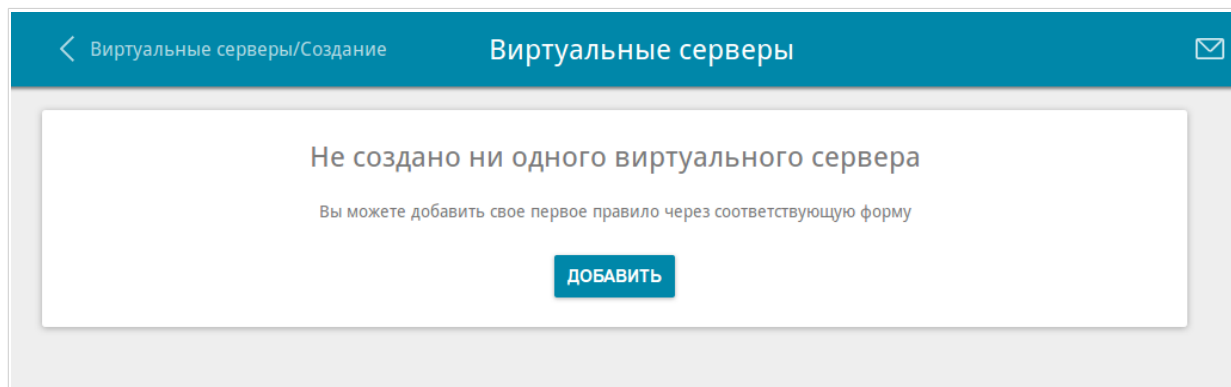 Виртуальные серверы/Создание
Виртуальные серверы
Не создано ни одного виртуального сервера
Вы можете добавить свое первое правило через соответствующую форму
ДОБАВИТЬ